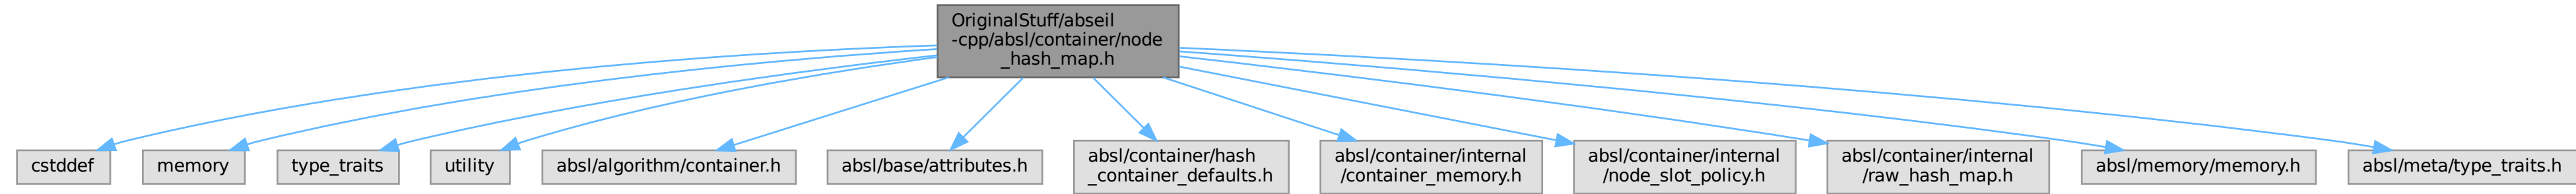 OriginalStuff/abseil
-cpp/absl/container/node
_hash_map.h
cstddef
memory
type_traits
utility
absl/algorithm/container.h
absl/base/attributes.h
absl/container/hash
_container_defaults.h
absl/container/internal
/container_memory.h
absl/container/internal
/node_slot_policy.h
absl/container/internal
/raw_hash_map.h
absl/memory/memory.h
absl/meta/type_traits.h